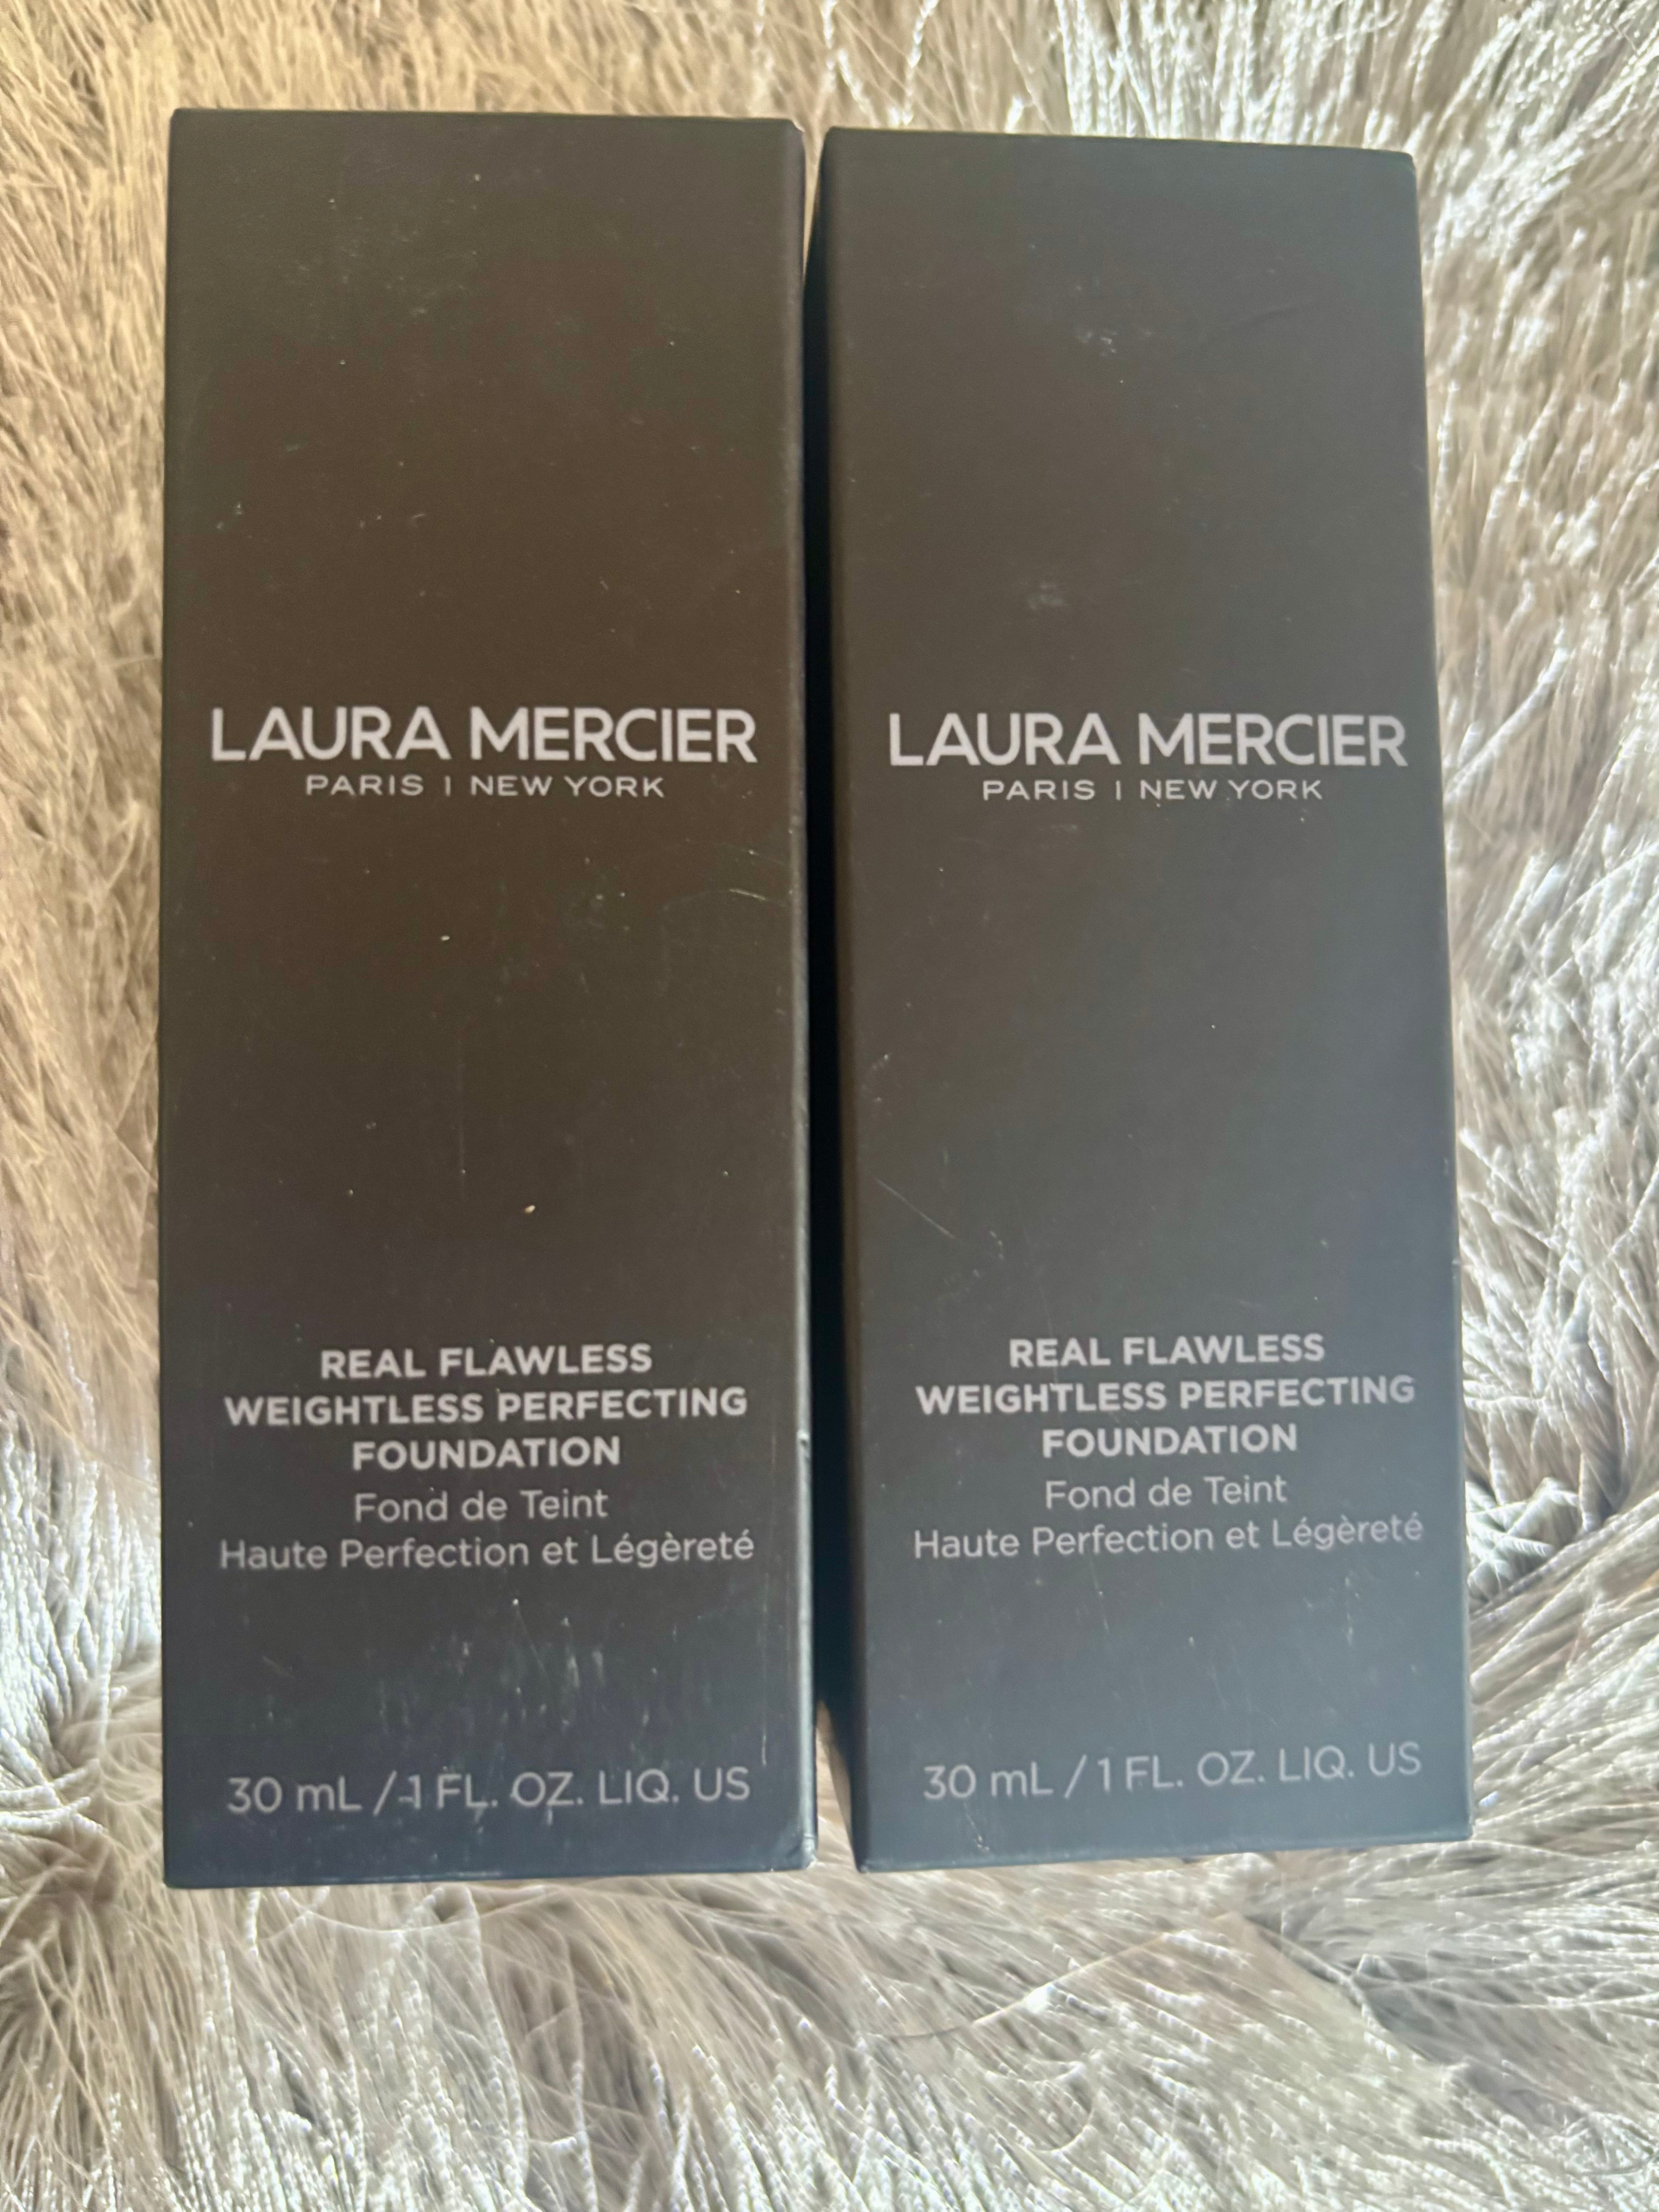 LAURA MERCIER
PARIS | NEW YORK
REAL FLAWLESS
WEIGHTLESS PERFECTING
FOUNDATION
Fond de Teint
Haute Perfection et Légèreté
30 mL / 1 FL. OZ. LIQ. US
LAURA MERCIER
PARIS | NEW YORK
REAL FLAWLESS
WEIGHTLESS PERFECTING
FOUNDATION
Fond de Teint
Haute Perfection et Légèreté
30 mL / 1 FL. OZ. LIQ. US